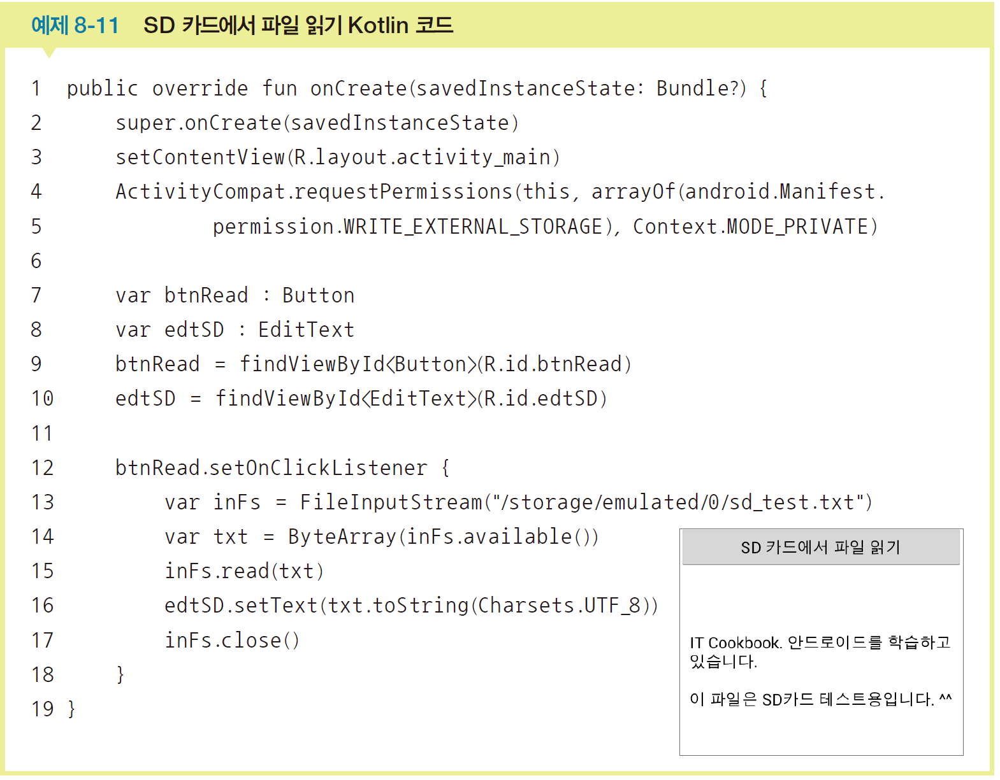 예제 8-11 SD 카드에서 파일 읽기 Kotlin 코드
1 public override fun onCreate(savedInstanceState: Bundle?) {
2 super.onCreate(savedInstanceState)
3 setContentView(R.layout.activity_main)
4 ActivityCompat.requestPermissions(this, arrayOf(android.Manifest.
5 permission.WRITE_EXTERNAL_STORAGE), Context.MODE_PRIVATE)
6
7 var btnRead : Button
8 var edtSD : EditText
9 btnRead = findViewById<Button>(R.id.btnRead)
10 edtSD = findViewById<EditText>(R.id.edtSD)
11
12 btnRead.setOnClickListener {
13 var inFs = FileInputStream("/storage/emulated/0/sd_test.txt")
14 var txt = ByteArray(inFs.available())
15 inFs.read(txt)
16 edtSD.setText(txt.toString(Charsets.UTF_8))
17 inFs.close()
18 }
19 }
SD 카드에서 파일 읽기
IT Cookbook. 안드로이드를 학습하고
있습니다.
이 파일은 SD카드 테스트용입니다. ^^